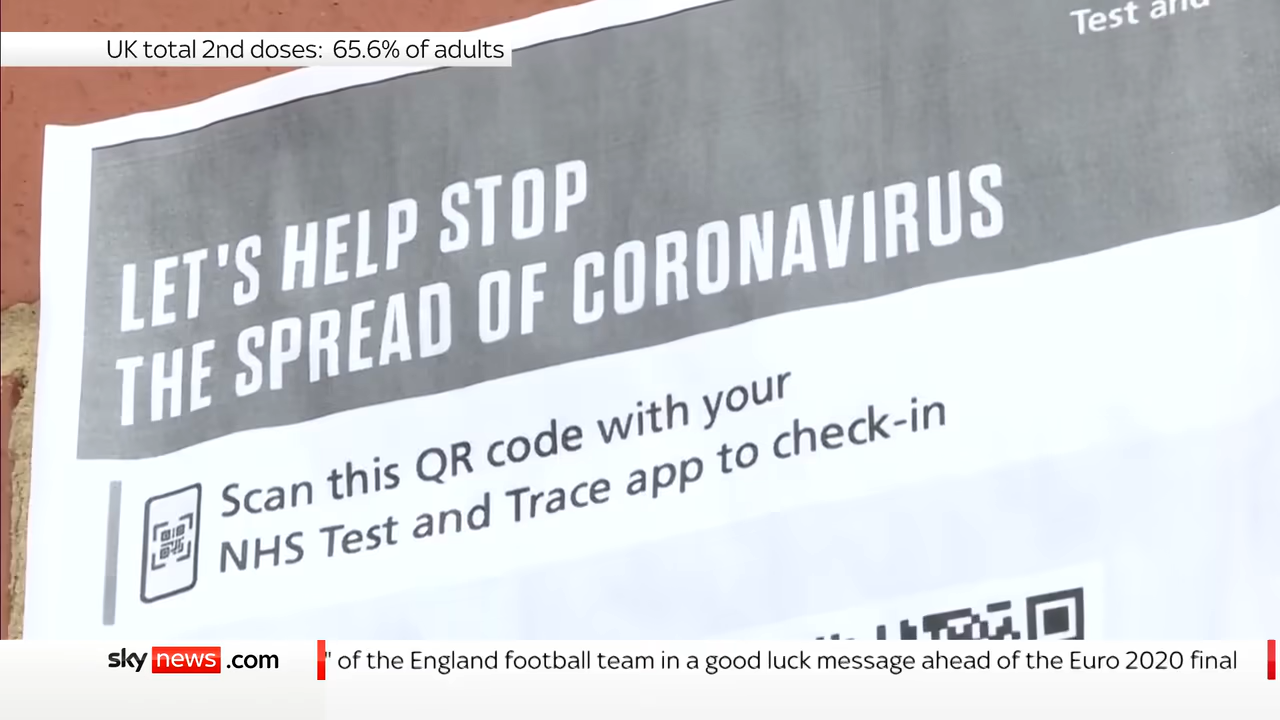 UK total 2nd doses: 65.6% of adults
Test and
LET'S HELP STOP
THE SPREAD OF CORONAVIRUS
Scan this QR code with your
NHS Test and Trace app to check-in
sky news .com
" of the England football team in a good luck message ahead of the Euro 2020 final